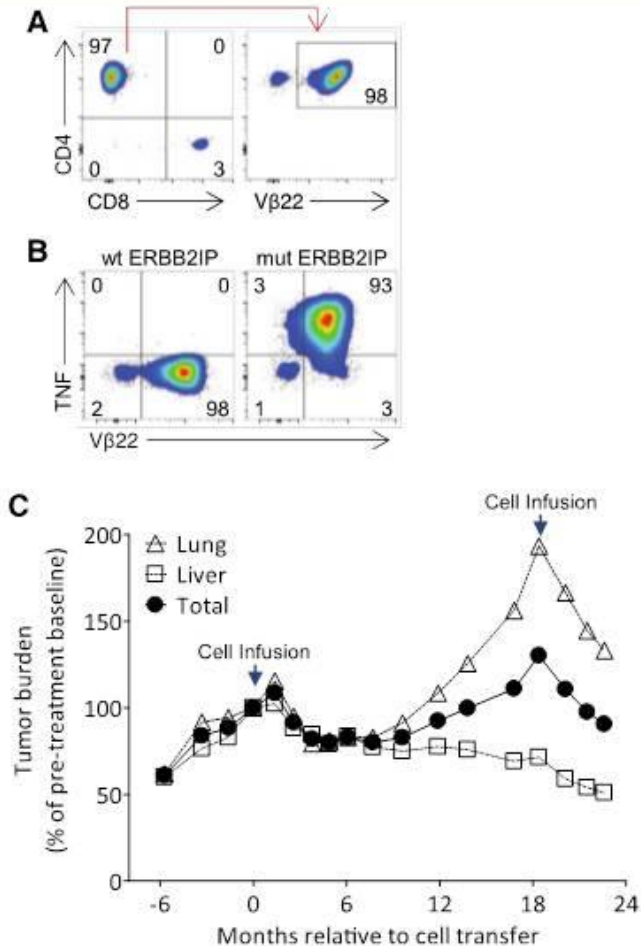 A
97
0
0
3
98
CD4
CD8
Vβ22
B
wt ERBB2IP
mut ERBB2IP
0
0
3
93
2
98
1
3
TNF
Vβ22
C
Cell Infusion
Lung
Liver
Total
Cell Infusion
Tumor burden
(% of pre-treatment baseline)
200
150
100
50
0
-6
0
6
12
18
24
Months relative to cell transfer